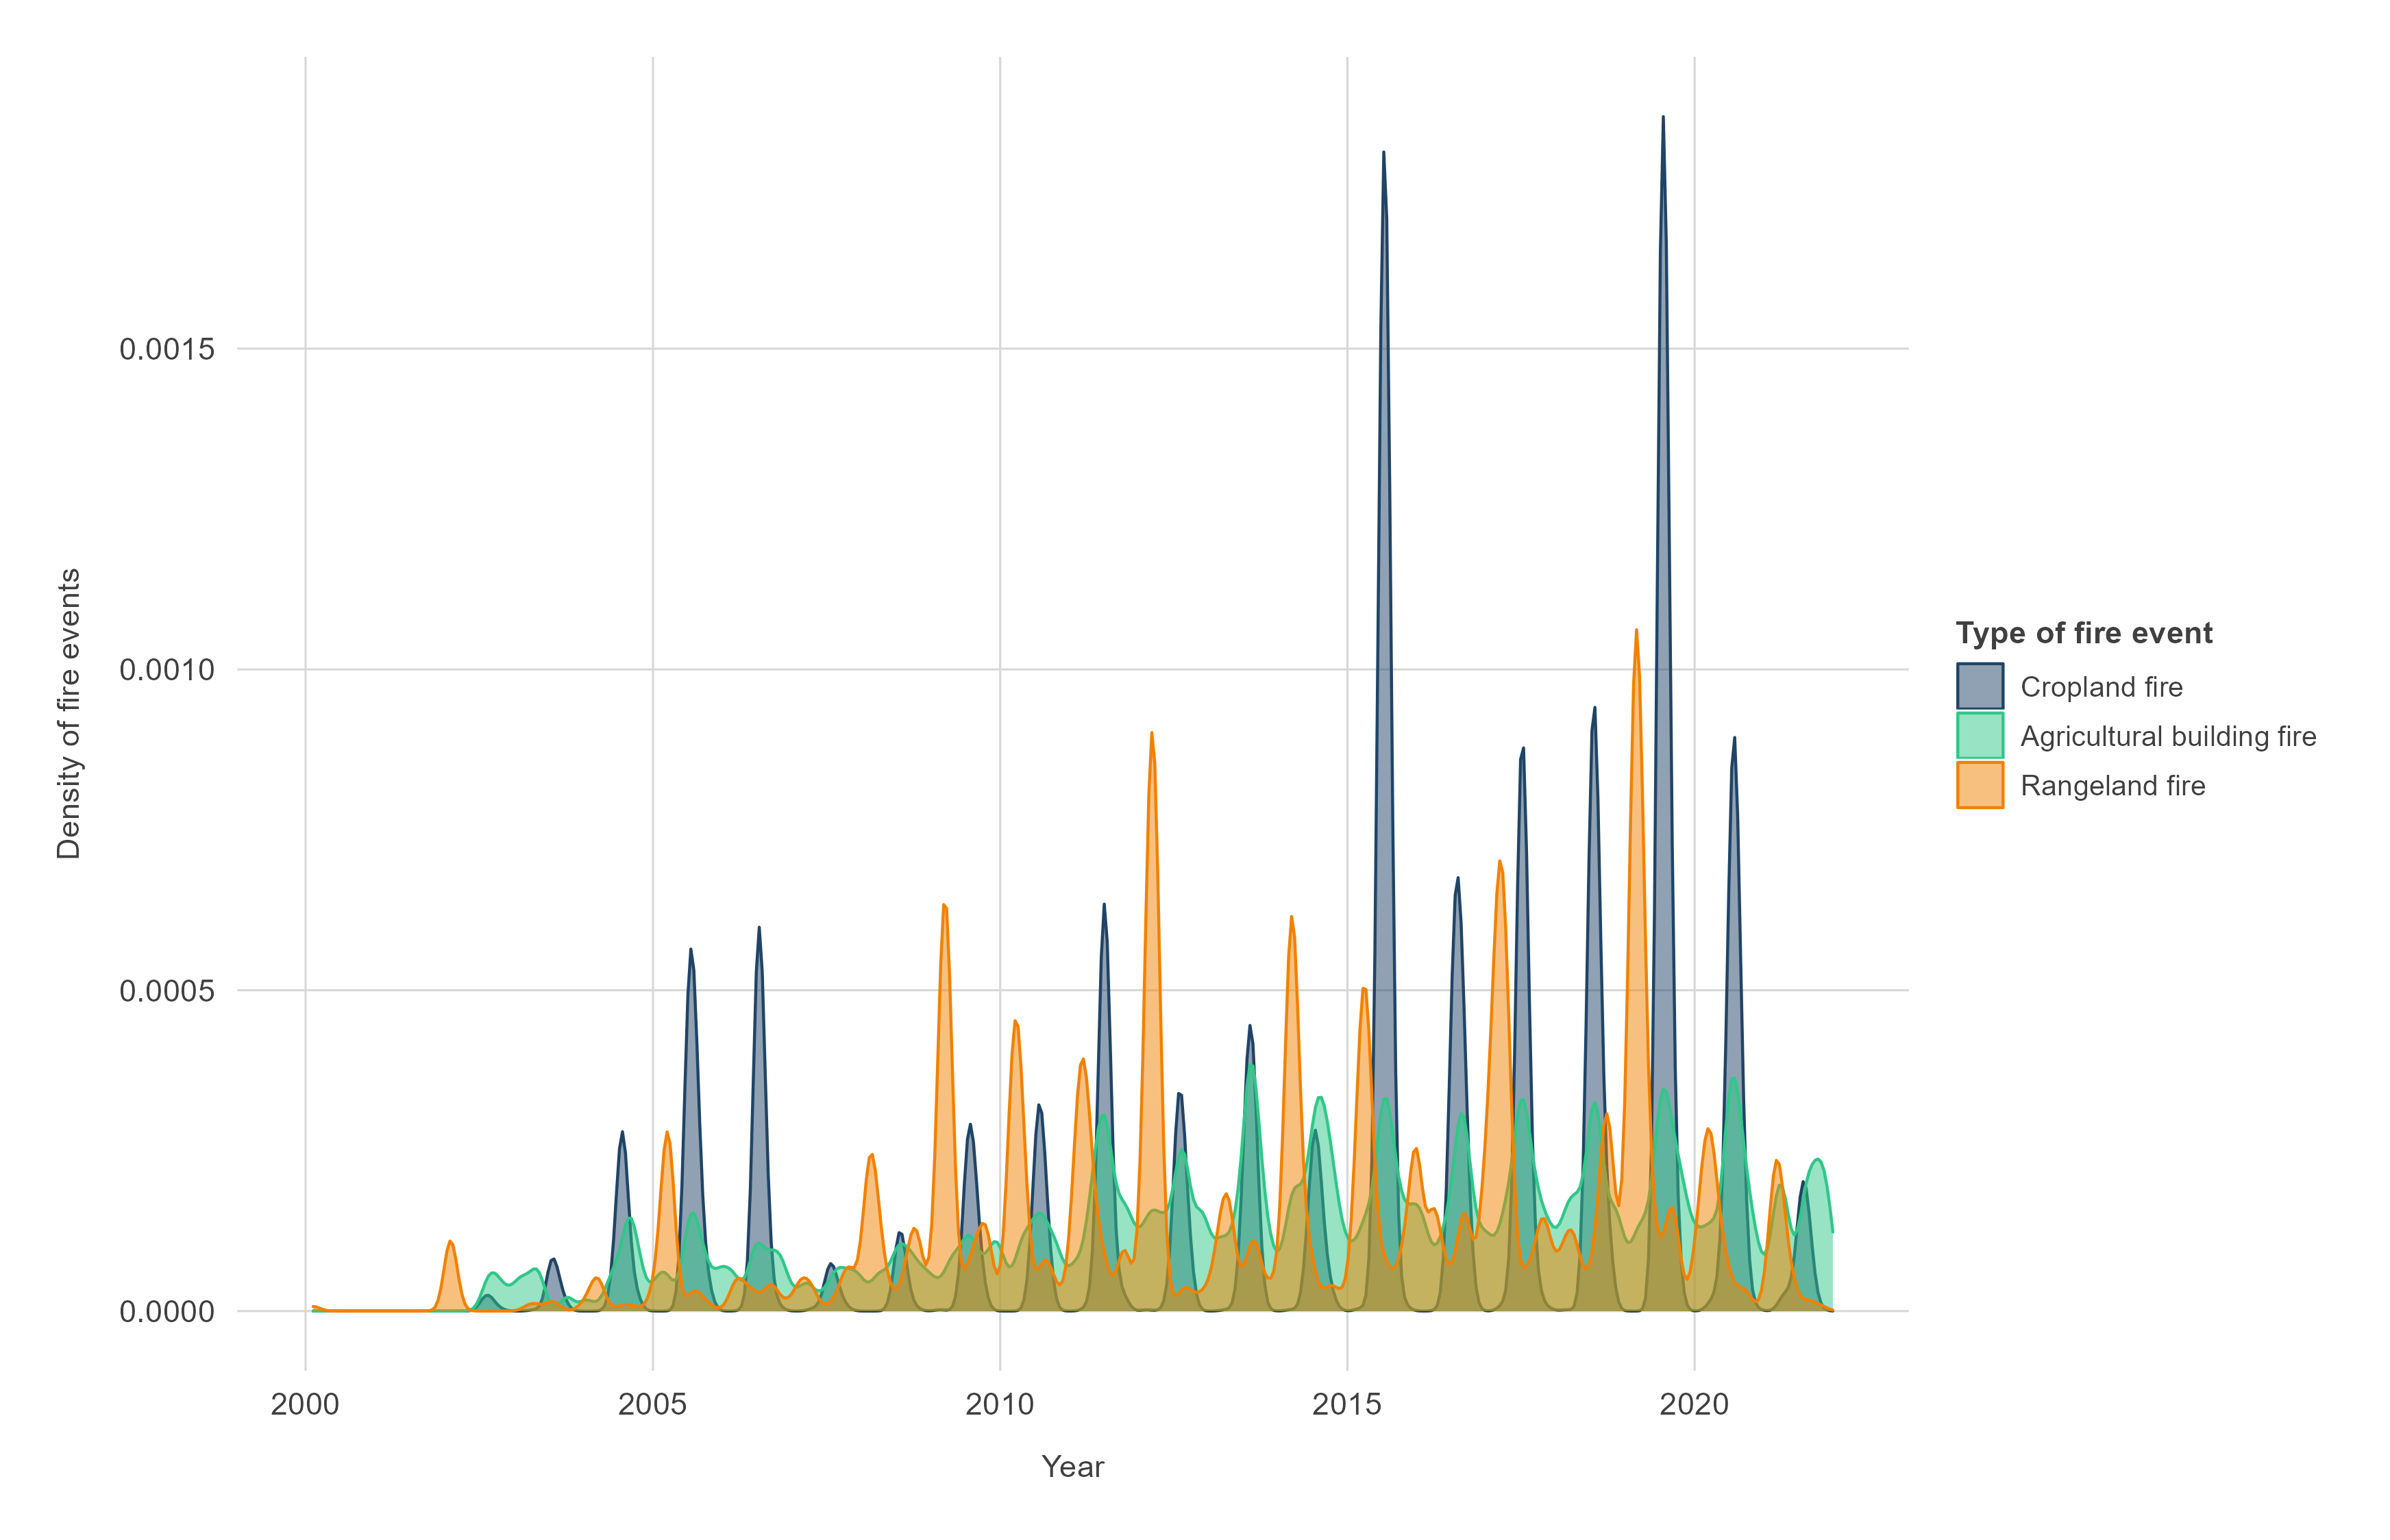 Density of fire events
0.0015
0.0010
0.0005
0.0000
2000 2005 2010 2015 2020
Year
Type of fire event
Cropland fire
Agricultural building fire
Rangeland fire